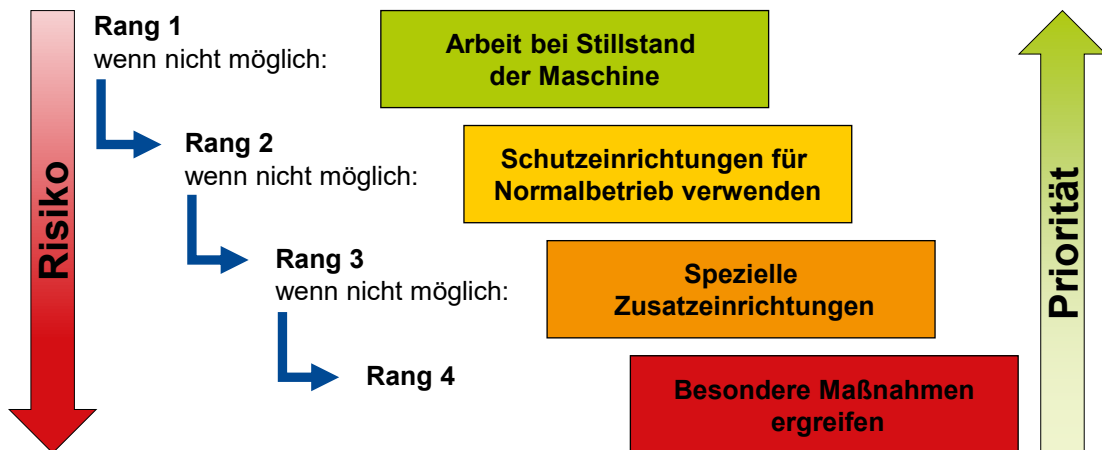 Rang 1
wenn nicht möglich:
Arbeit bei Stillstand
der Maschine
Rang 2
wenn nicht möglich:
Schutzeinrichtungen für
Normalbetrieb verwenden
Rang 3
wenn nicht möglich:
Spezielle
Zusatzeinrichtungen
Rang 4
Besondere Maßnahmen
ergreifen
Risiko
Priorität